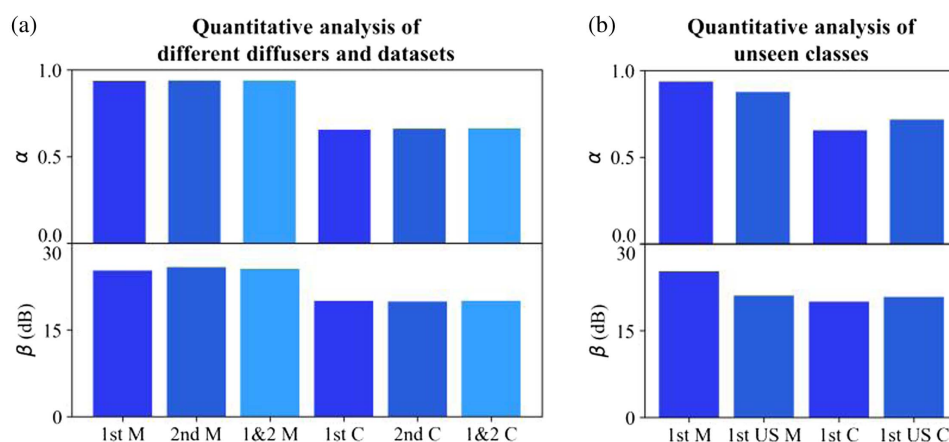 (a)
Quantitative analysis of
different diffusers and datasets
1.0
0.5
0.0
α
30
15
0
β (dB)
1st M 2nd M 1&2 M 1st C 2nd C 1&2 C
(b)
Quantitative analysis of
unseen classes
1.0
0.5
0.0
α
30
15
0
β (dB)
1st M 1st US M 1st C 1st US C